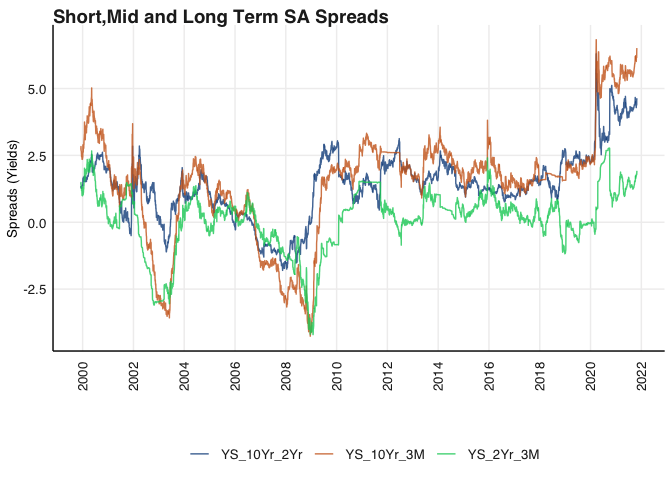 Short,Mid and Long Term SA Spreads
Spreads (Yields)
5.0
2.5
0.0
-2.5
2000 2002 2004 2006 2008 2010 2012 2014 2016 2018 2020 2022
YS_10Yr_2Yr YS_10Yr_3M YS_2Yr_3M